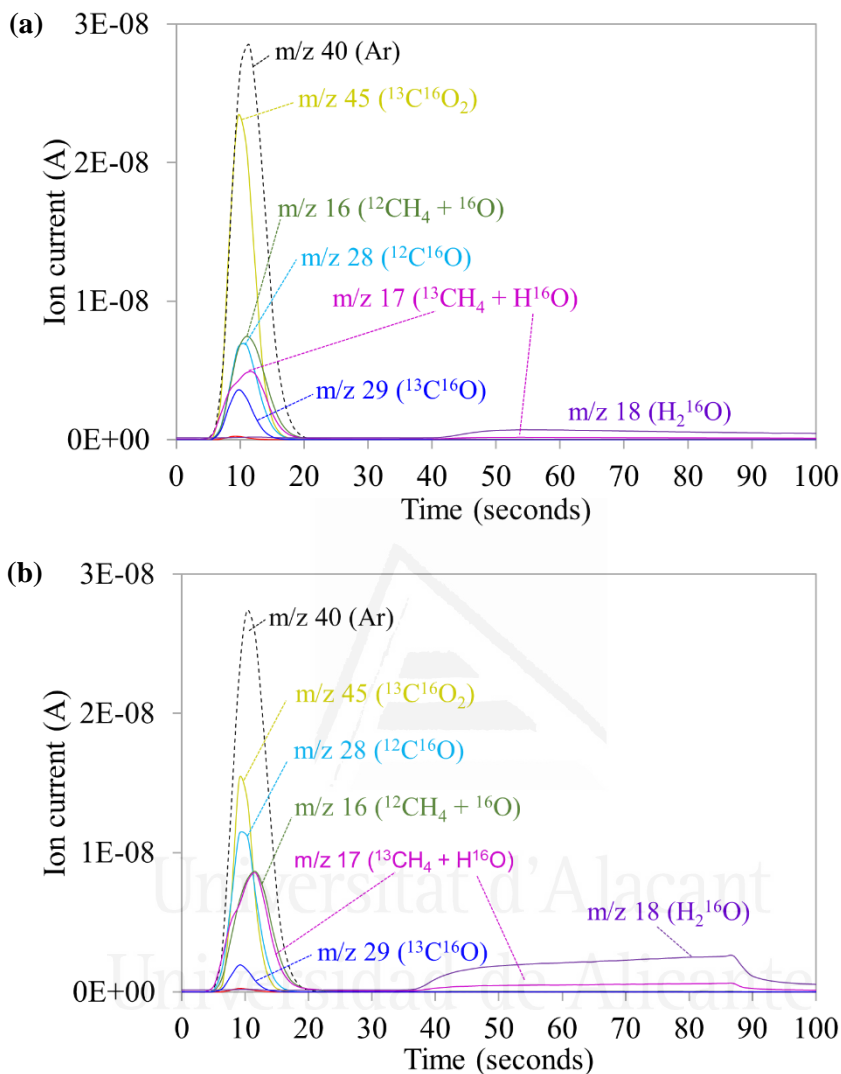 (a)
3E-08
2E-08
1E-08
0E+00
Ion current (A)
m/z 40 (Ar)
m/z 45 (¹³C¹⁶O₂)
m/z 16 (¹²CH₄ + ¹⁶O)
m/z 28 (¹²C¹⁶O)
m/z 17 (¹³CH₄ + H¹⁶O)
m/z 29 (¹³C¹⁶O)
m/z 18 (H₂¹⁶O)
0 10 20 30 40 50 60 70 80 90 100
Time (seconds)
(b)
3E-08
2E-08
1E-08
0E+00
Ion current (A)
m/z 40 (Ar)
m/z 45 (¹³C¹⁶O₂)
m/z 28 (¹²C¹⁶O)
m/z 16 (¹²CH₄ + ¹⁶O)
m/z 17 (¹³CH₄ + H¹⁶O)
Universitat d'Alacant
m/z 18 (H₂¹⁶O)
m/z 29 (¹³C¹⁶O)
Universidad de Alicante
0 10 20 30 40 50 60 70 80 90 100
Time (seconds)